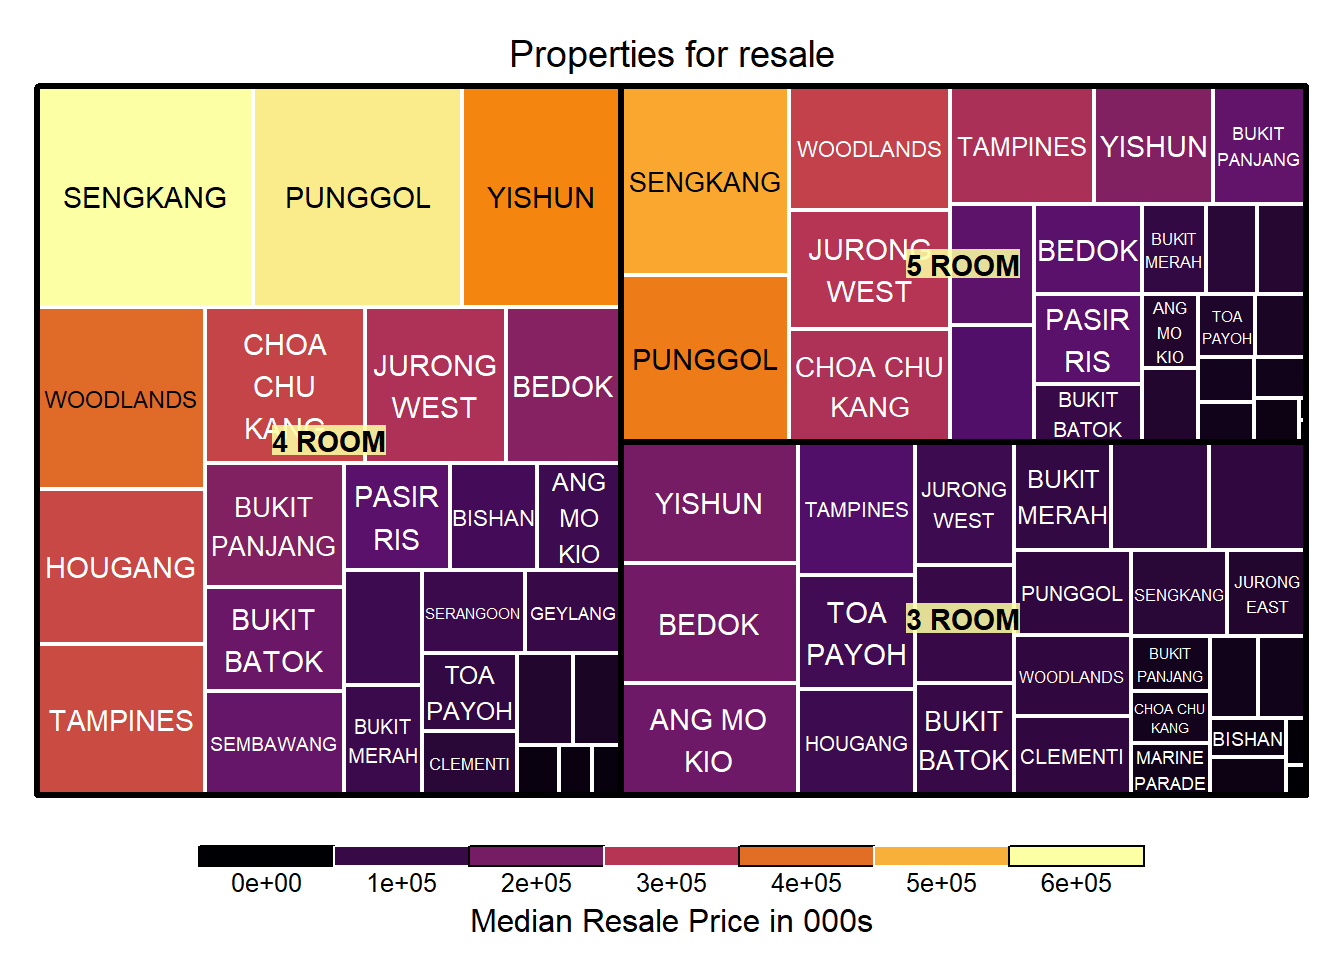 Properties for resale
SENGKANG
PUNGGOL
YISHUN
WOODLANDS
HOUGANG
TAMPINES
CHOA
CHU
KANG
JURONG
WEST
BEDOK
4 ROOM
BUKIT
PANJANG
PASIR
RIS
BISHAN
ANG
MO
KIO
BUKIT
BATOK
SEMBAWANG
BUKIT
MERAH
SERANGOON
GEYLANG
TOA
PAYOH
CLEMENTI
SENGKANG
PUNGGOL
WOODLANDS
JURONG
WEST
CHOA CHU
KANG
TAMPINES
YISHUN
BUKIT
PANJANG
5 ROOM
BEDOK
PASIR
RIS
BUKIT
BATOK
BUKIT
MERAH
ANG
MO
KIO
TOA
PAYOH
YISHUN
BEDOK
ANG MO
KIO
TAMPINES
TOA
PAYOH
HOUGANG
JURONG
WEST
3 ROOM
BUKIT
BATOK
BUKIT
MERAH
PUNGGOL
WOODLANDS
CLEMENTI
SENGKANG
JURONG
EAST
BUKIT
PANJANG
CHOA CHU
KANG
MARINE
PARADE
BISHAN
0e+00 1e+05 2e+05 3e+05 4e+05 5e+05 6e+05
Median Resale Price in 000s